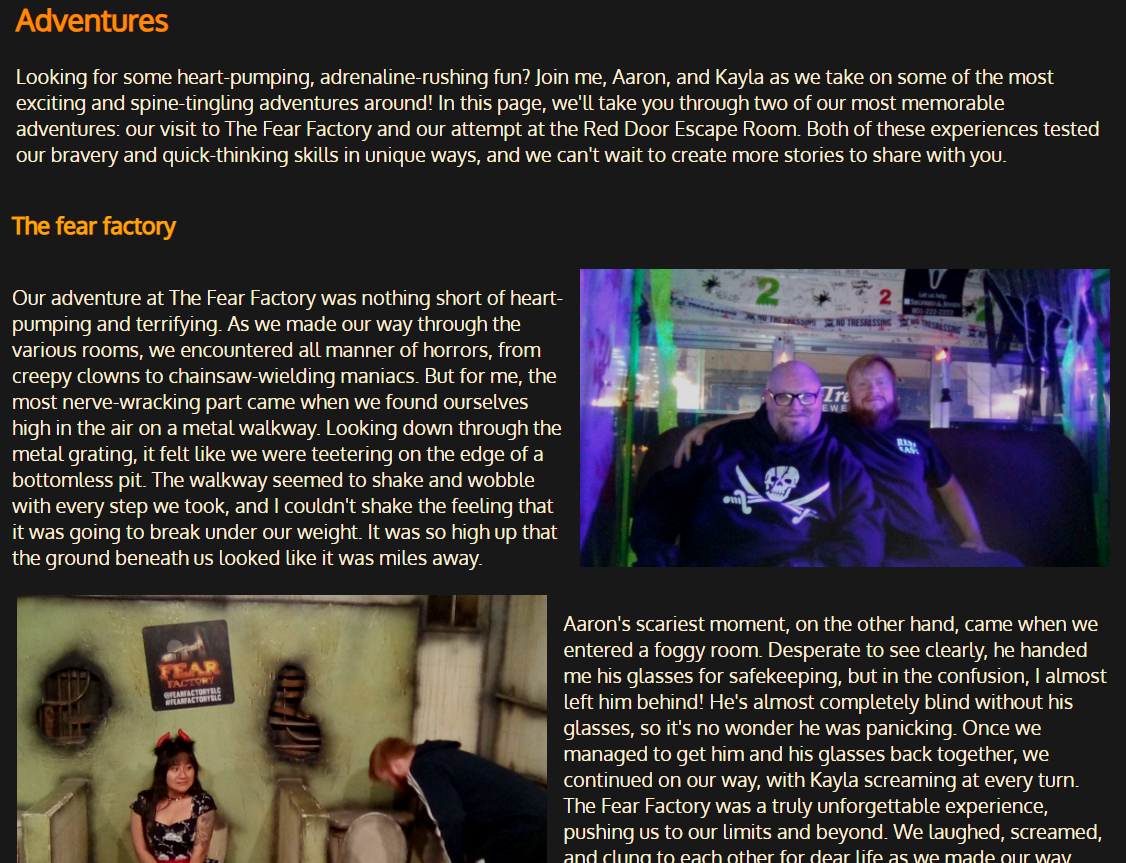 Adventures
Looking for some heart-pumping, adrenaline-rushing fun? Join me, Aaron, and Kayla as we take on some of the most
exciting and spine-tingling adventures around! In this page, we'll take you through two of our most memorable
adventures: our visit to The Fear Factory and our attempt at the Red Door Escape Room. Both of these experiences tested
our bravery and quick-thinking skills in unique ways, and we can't wait to create more stories to share with you.
The fear factory
Our adventure at The Fear Factory was nothing short of heart-
pumping and terrifying. As we made our way through the
various rooms, we encountered all manner of horrors, from
creepy clowns to chainsaw-wielding maniacs. But for me, the
most nerve-wracking part came when we found ourselves
high in the air on a metal walkway. Looking down through the
metal grating, it felt like we were teetering on the edge of a
bottomless pit. The walkway seemed to shake and wobble
with every step we took, and I couldn't shake the feeling that
it was going to break under our weight. It was so high up that
the ground beneath us looked like it was miles away.
2
2
Let us help
801-222-2222
NO TRESPASSING
NO TRESPASSING
Aaron's scariest moment, on the other hand, came when we
entered a foggy room. Desperate to see clearly, he handed
me his glasses for safekeeping, but in the confusion, I almost
left him behind! He's almost completely blind without his
glasses, so it's no wonder he was panicking. Once we
managed to get him and his glasses back together, we
continued on our way, with Kayla screaming at every turn.
The Fear Factory was a truly unforgettable experience,
pushing us to our limits and beyond. We laughed, screamed,
and clung to each other for dear life as we made our way
FEAR
FACTORY
@FEARFACTORYSLC
#FEARFACTORYSLC